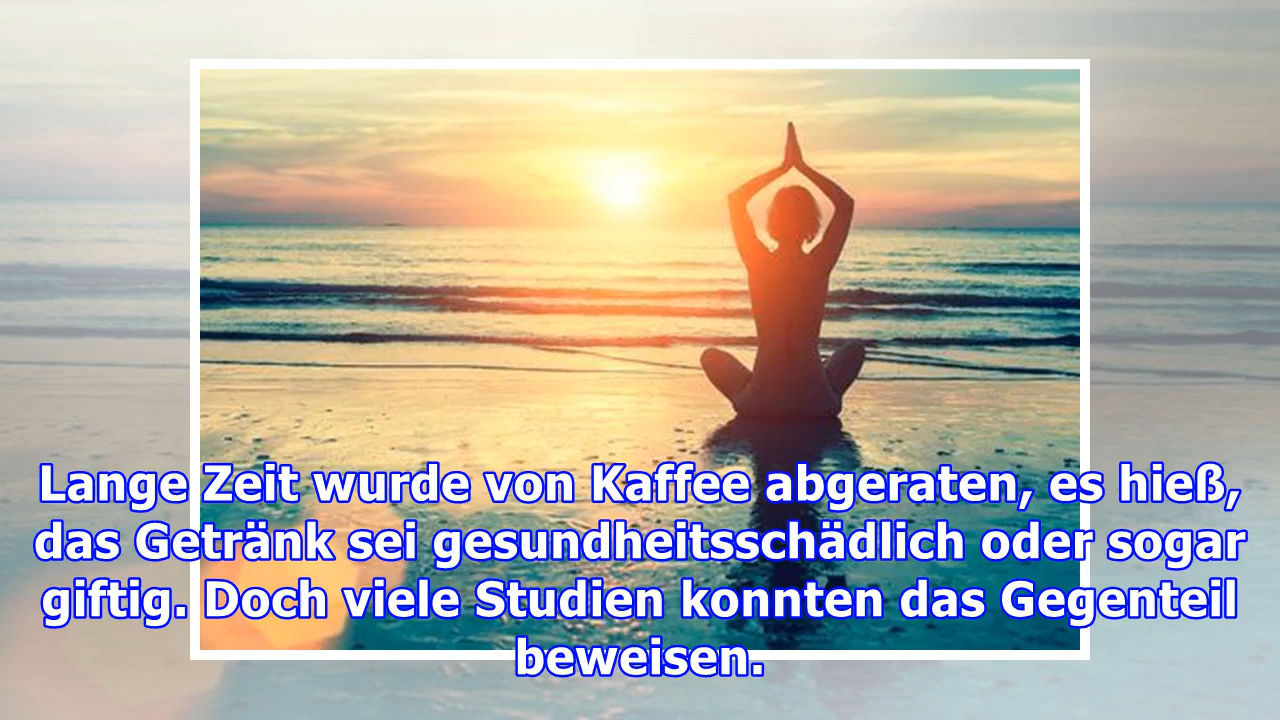 Lange Zeit wurde von Kaffee abgeraten, es hieß,
das Getränk sei gesundheitsschädlich oder sogar
giftig. Doch viele Studien konnten das Gegenteil
beweisen.